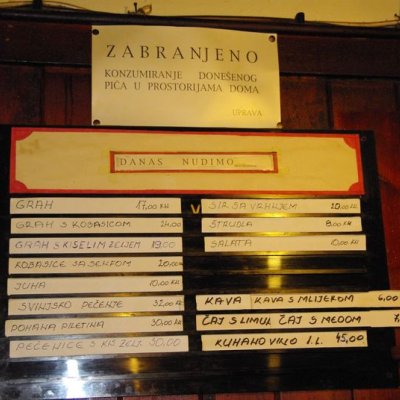 ZABRANJENO
KONZUMIRANJE DONEŠENOG
PIĆA U PROSTORIJAMA DOMA
UPRAVA
DANAS NUDIMO
GRAH 17,00 KN
GRAH S KOBASICOM 24,00
GRAH S KISELIM ZELJEM 19,00
KOBASICE SA SENFOM 20,00
JUHA 10,00 KN
SVINJSKO PEČENJE 32,00 KN
POHANA PILETINA 30,00 KN
PEČENICE S KIS. ZELJ. 30,00
V
SIR SA VRHNJEM 20,00 KN
ŠTRUDLA 8,00 KN
SALATA 10,00 KN
KAVA KAVA S MLIJEKOM 6,00
ČAJ S LIMUN. ČAJ S MEDOM 7,
KUHANO VINO 1 L. 45,00